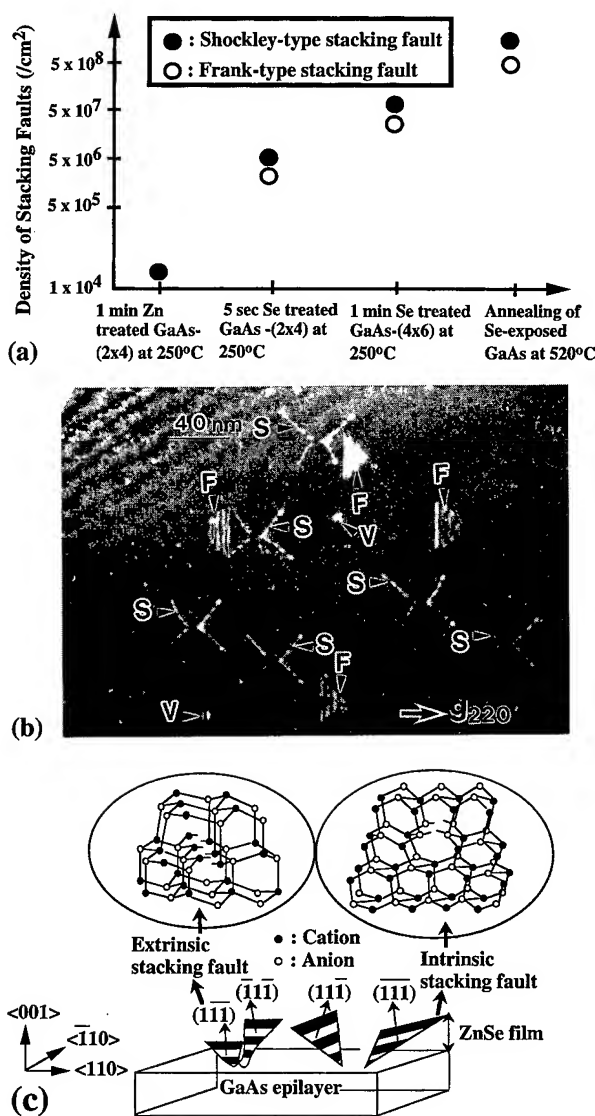 ● : Shockley-type stacking fault
○ : Frank-type stacking fault
Density of Stacking Faults (/cm²)
5 x 10⁸
5 x 10⁷
5 x 10⁶
5 x 10⁵
1 x 10⁴
1 min Zn
treated GaAs-
(2x4) at 250°C
5 sec Se treated
GaAs -(2x4) at
250°C
1 min Se treated
GaAs-(4x6) at
250°C
Annealing of
Se-exposed
GaAs at 520°C
(a)
40nm
S
F
F
S
V
F
S
S
S
S
F
V
g₂₂₀
(b)
Extrinsic
stacking fault
● : Cation
○ : Anion
Intrinsic
stacking fault
(11̅1̅)
(1̅11̅)
(111̅)
(1̅1̅1̅)
<001>
<1̅10>
<110>
ZnSe film
GaAs epilayer
(c)